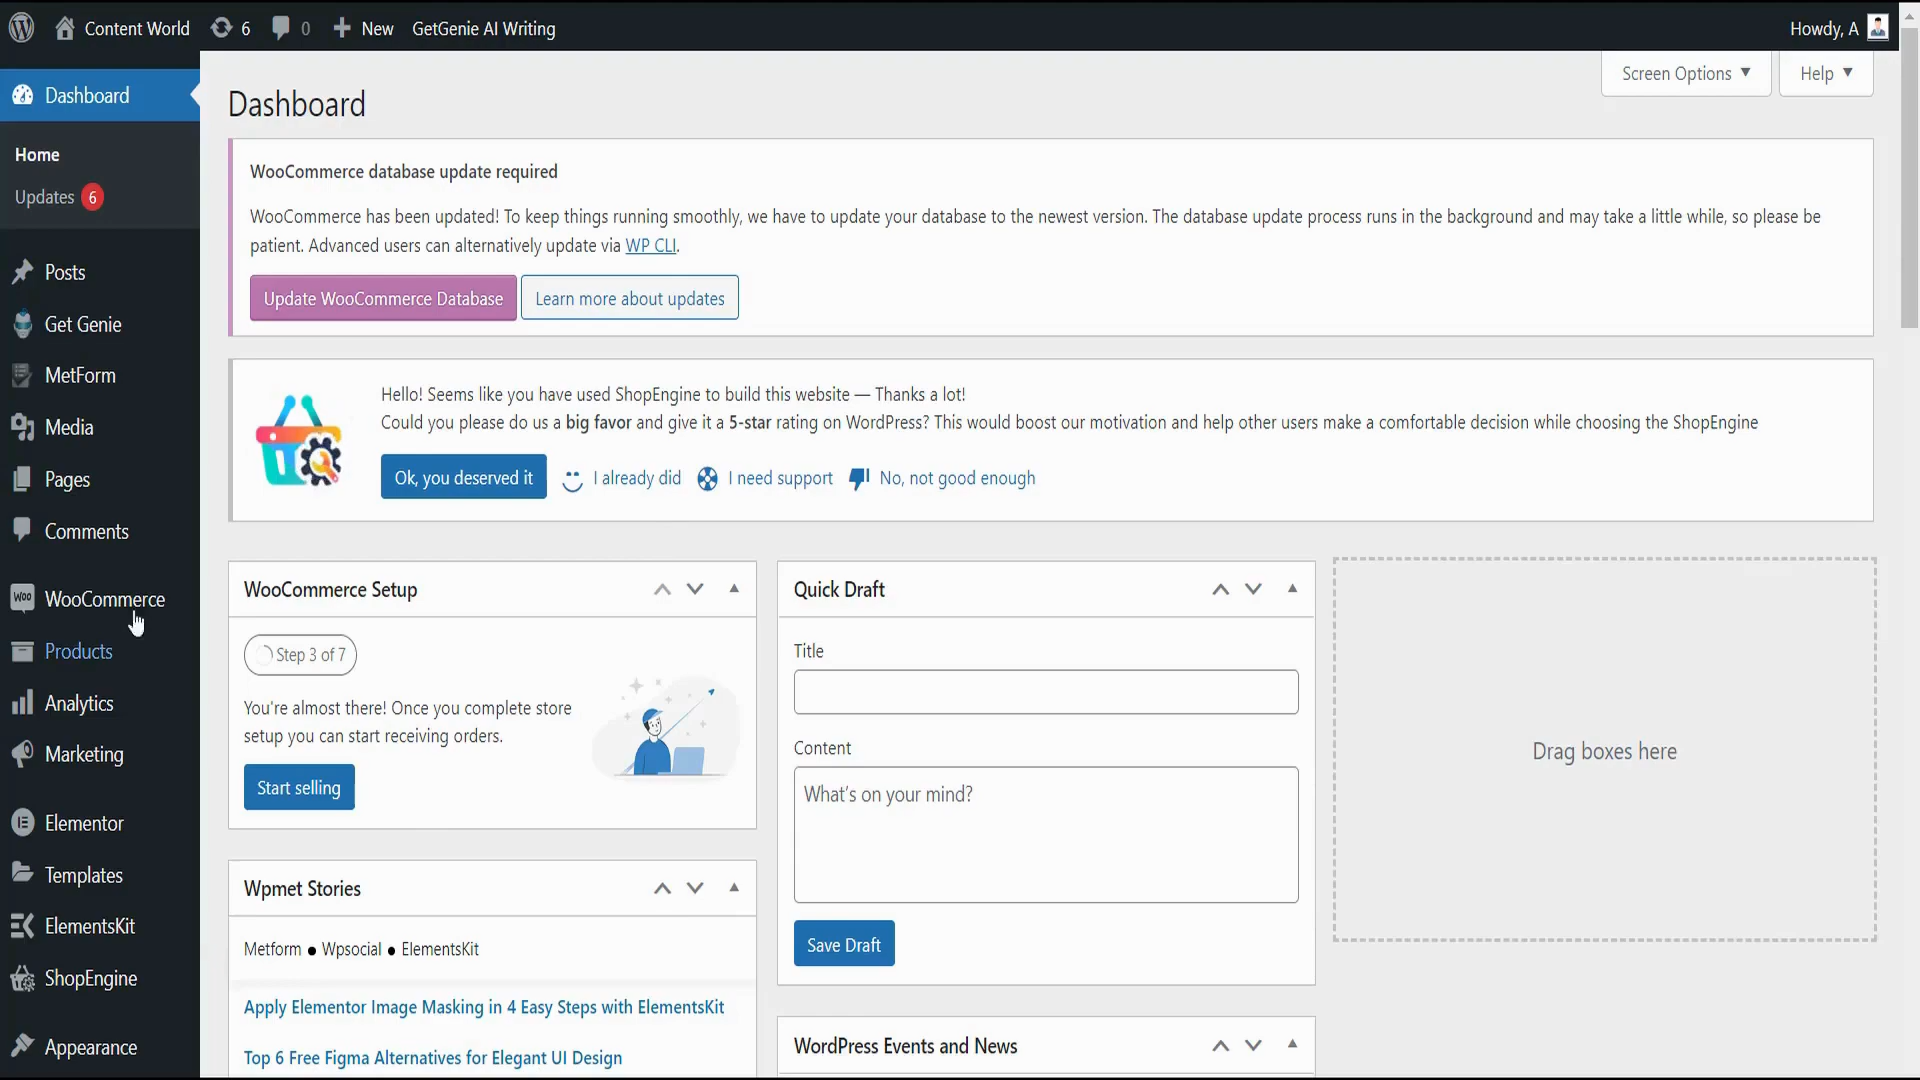 Content World 6 0 New GetGenie AI Writing Howdy, A
Dashboard
Home
Updates 6
Posts
Get Genie
MetForm
Media
Pages
Comments
Woo WooCommerce
Products
Analytics
Marketing
Elementor
Templates
ElementsKit
ShopEngine
Appearance
Screen Options ▼ Help ▼
Dashboard
WooCommerce database update required
WooCommerce has been updated! To keep things running smoothly, we have to update your database to the newest version. The database update process runs in the background and may take a little while, so please be
patient. Advanced users can alternatively update via WP CLI.
Update WooCommerce Database Learn more about updates
Hello! Seems like you have used ShopEngine to build this website — Thanks a lot!
Could you please do us a big favor and give it a 5-star rating on WordPress? This would boost our motivation and help other users make a comfortable decision while choosing the ShopEngine
Ok, you deserved it I already did I need support No, not good enough
WooCommerce Setup
Step 3 of 7
You're almost there! Once you complete store
setup you can start receiving orders.
Start selling
Wpmet Stories
Metform ● Wpsocial ● ElementsKit
Apply Elementor Image Masking in 4 Easy Steps with ElementsKit
Top 6 Free Figma Alternatives for Elegant UI Design
Quick Draft
Title
Content
What's on your mind?
Save Draft
WordPress Events and News
Drag boxes here